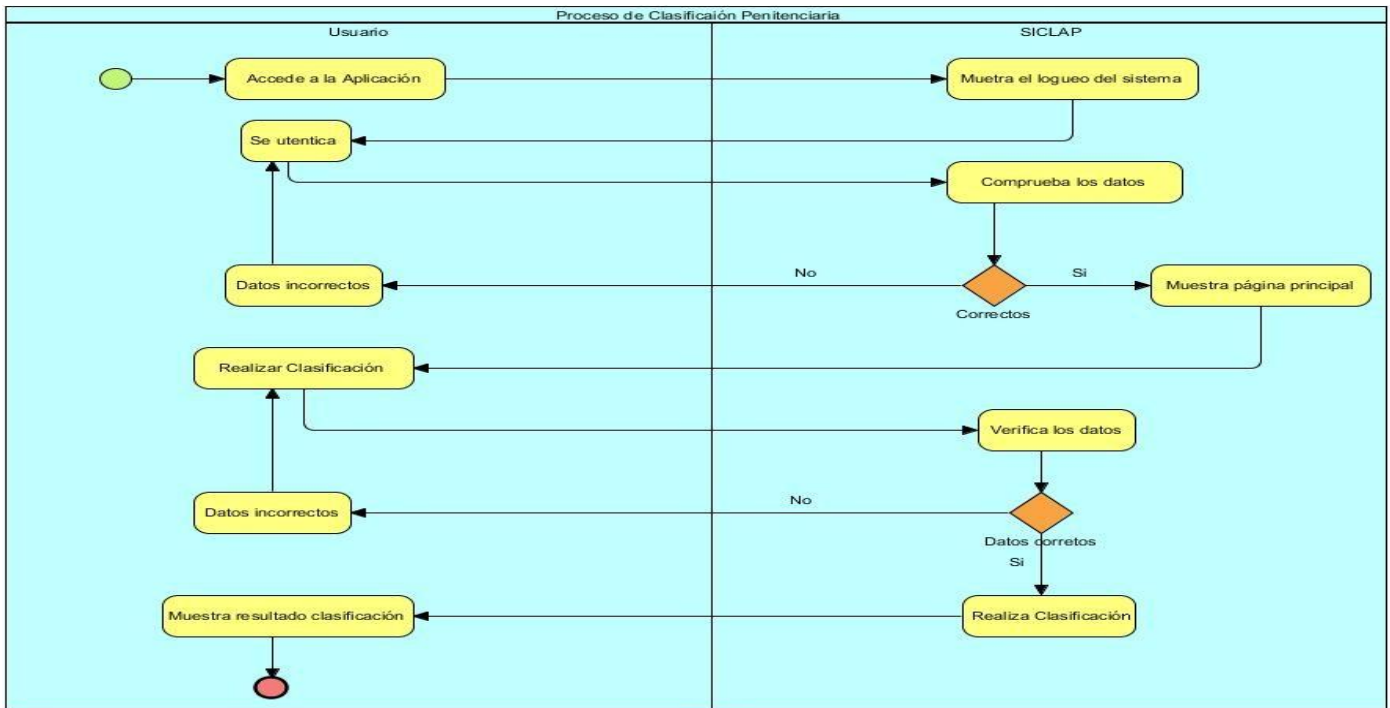 Proceso de Clasificaión Penitenciaria
Usuario
SICLAP
Accede a la Aplicación
Muetra el logueo del sistema
Se utentica
Comprueba los datos
No
Si
Datos incorrectos
Muestra página principal
Correctos
Realizar Clasificación
Verifica los datos
No
Datos incorrectos
Datos corretos
Si
Muestra resultado clasificación
Realiza Clasificación